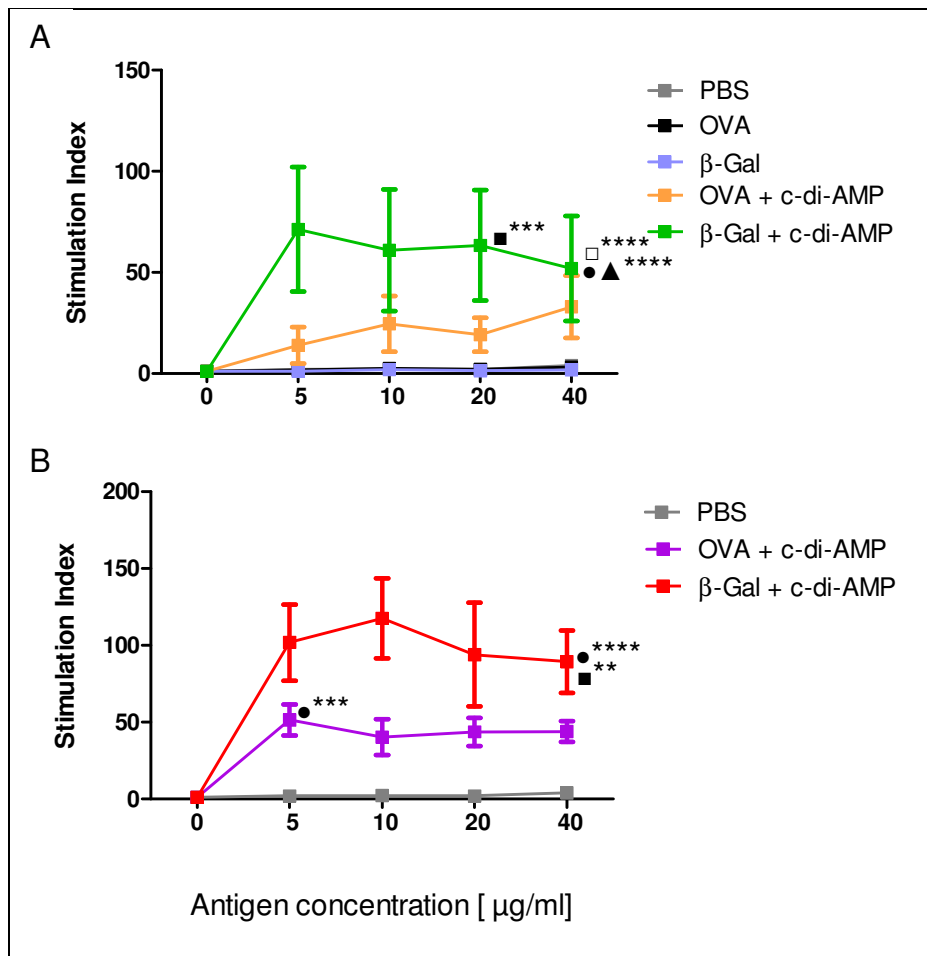 A
150
100
50
0
0 5 10 20 40
Stimulation Index
PBS
OVA
β-Gal
OVA + c-di-AMP
β-Gal + c-di-AMP
■ ***
□ ****
● ▲ ****
B
200
150
100
50
0
0 5 10 20 40
Stimulation Index
PBS
OVA + c-di-AMP
β-Gal + c-di-AMP
● ****
■ **
● ***
Antigen concentration [ µg/ml]